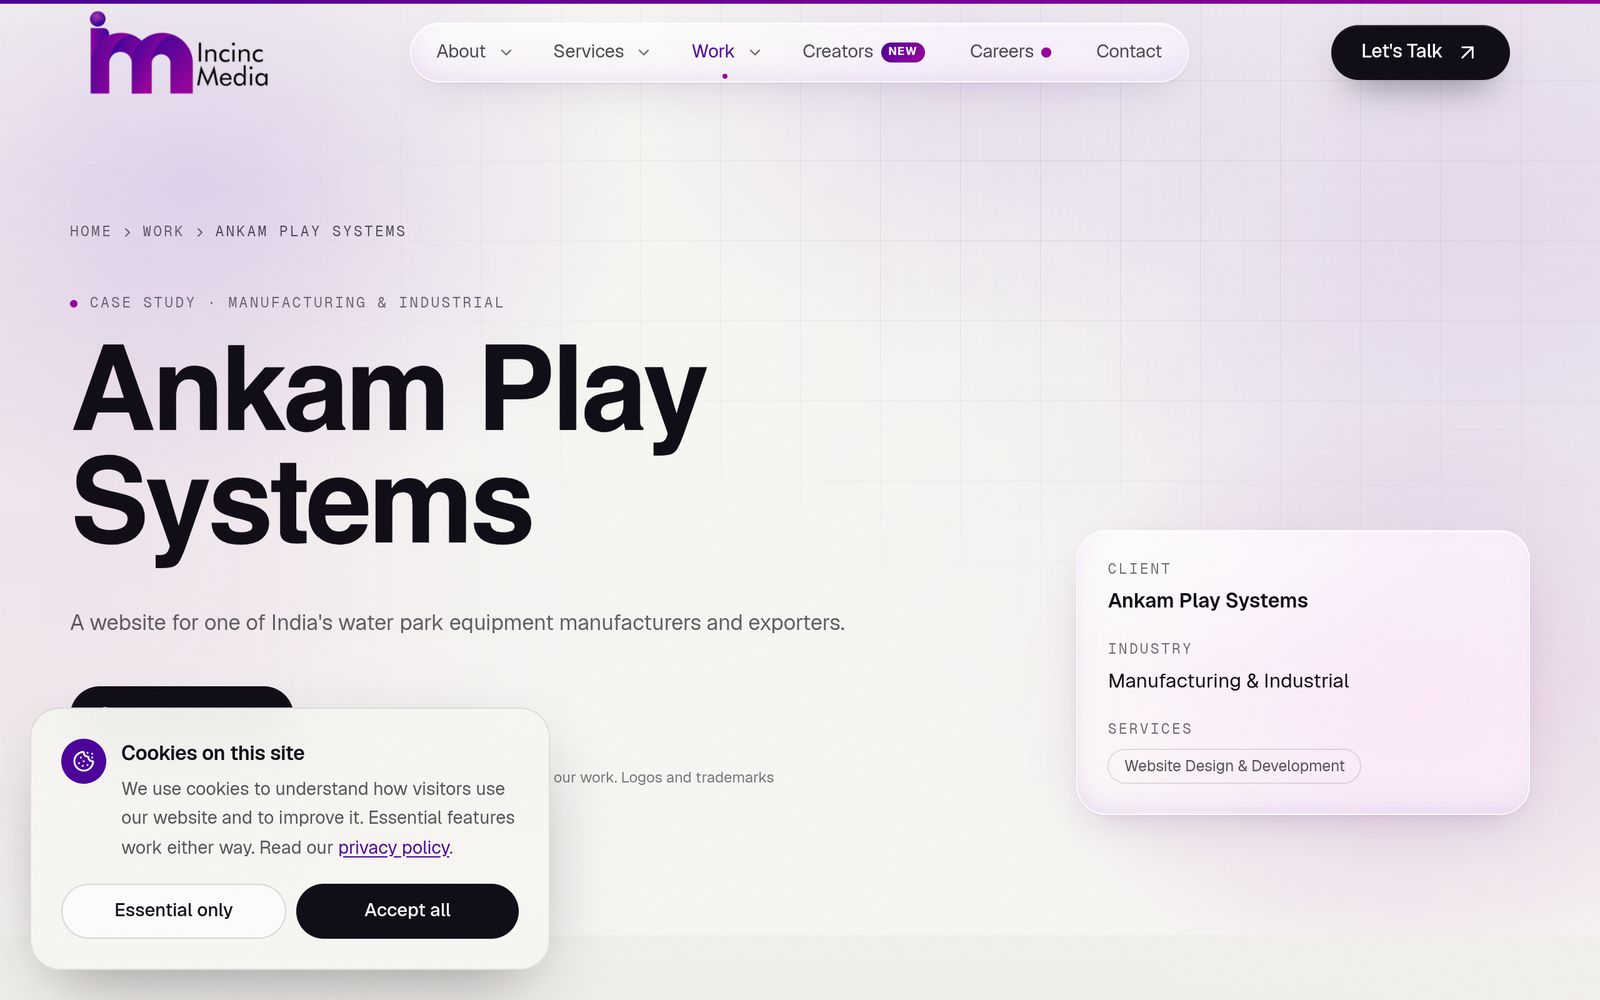 Incinc
Media
About
Services
Work
Creators NEW
Careers
Contact
Let's Talk
HOME > WORK > ANKAM PLAY SYSTEMS
CASE STUDY · MANUFACTURING & INDUSTRIAL
Ankam Play
Systems
A website for one of India's water park equipment manufacturers and exporters.
our work. Logos and trademarks
CLIENT
Ankam Play Systems
INDUSTRY
Manufacturing & Industrial
SERVICES
Website Design & Development
Cookies on this site
We use cookies to understand how visitors use
our website and to improve it. Essential features
work either way. Read our privacy policy.
Essential only
Accept all